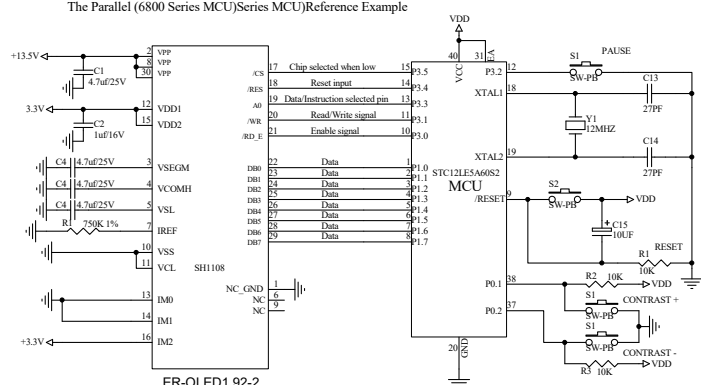 The Parallel (6800 Series MCU)Series MCU)Reference Example
VDD
+13.5V
2 VPP
8 VPP
30 VPP
C1
4.7uf/25V
3.3V
12 VDD1
15 VDD2
C2
1uf/16V
C4 4.7uf/25V 3 VSEGM
C4 4.7uf/25V 4 VCOMH
C4 4.7uf/25V 5 VSL
R1 750K 1% 7 IREF
10 VSS
11 VCL
SH1108
13 IM0
14 IM1
+3.3V 16 IM2
ER-OLED1.92-2
/CS 17 Chip selected when low 15 P3.5
/RES 18 Reset input 14 P3.4
A0 19 Data/Instruction selected pin 13 P3.3
/WR 20 Read/Write signal 11 P3.1
/RD_E 21 Enable signal 10 P3.0
DB0 22 Data 1 P1.0
DB1 23 Data 2 P1.1
DB2 24 Data 3 P1.2
DB3 25 Data 4 P1.3
DB4 26 Data 5 P1.4
DB5 27 Data 6 P1.5
DB6 28 Data 7 P1.6
DB7 29 Data 8 P1.7
NC_GND 1
NC 6
NC 9
40 VCC
31 EA
STC12LE5A60S2
MCU
20 GND
P3.2 12
S1
PAUSE
SW-PB
XTAL1 18
C13
27PF
Y1
12MHZ
XTAL2 19
C14
27PF
/RESET 9
S2
SW-PB
VDD
+ C15
10UF
RESET
R1
10K
P0.1 38
R2 10K
VDD
S1
CONTRAST +
SW-PB
P0.2 37
S1
SW-PB
CONTRAST -
R3 10K
VDD